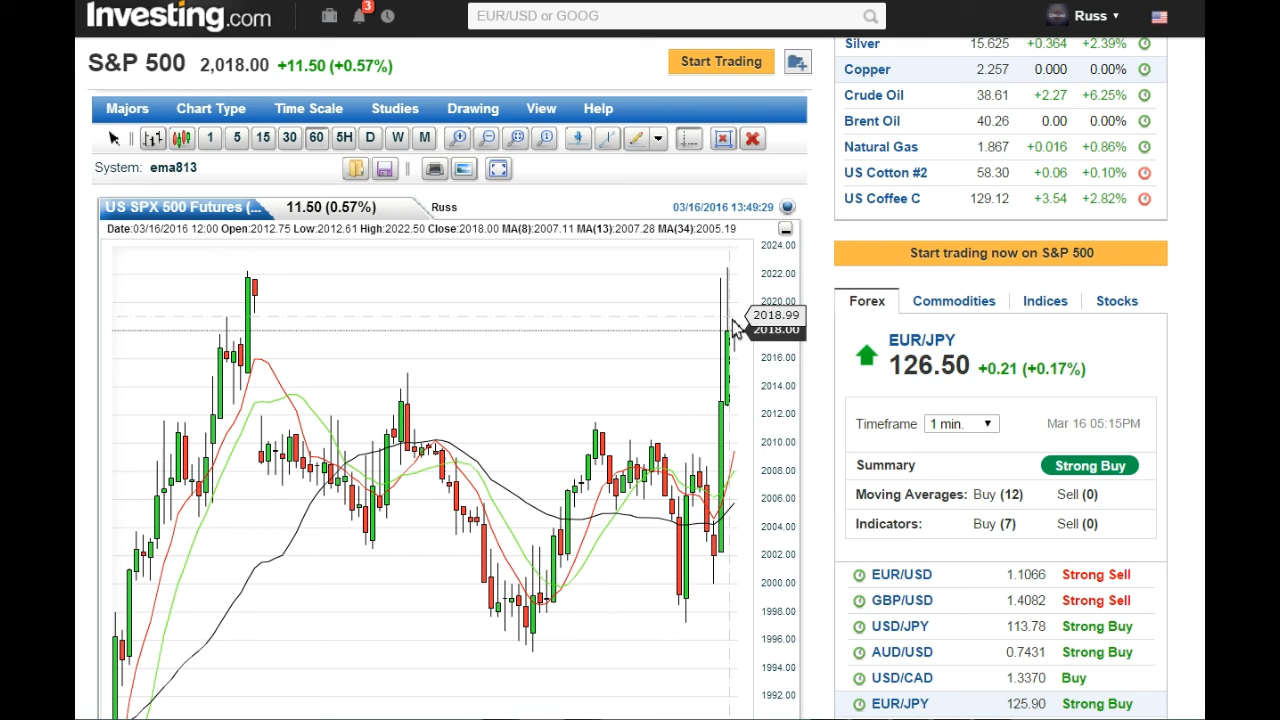 Investing.com
3
EUR/USD or GOOG
Russ
S&P 500 2,018.00 +11.50 (+0.57%)
Start Trading
Majors Chart Type Time Scale Studies Drawing View Help
1 5 15 30 60 5H D W M
System: ema813
US SPX 500 Futures (... 11.50 (0.57%) Russ 03/16/2016 13:49:29
Date:03/16/2016 12:00 Open:2012.75 Low:2012.61 High:2022.50 Close:2018.00 MA(8):2007.11 MA(13):2007.28 MA(34):2005.19
2024.00
2022.00
2020.00
2018.99
2018.00
2016.00
2014.00
2012.00
2010.00
2008.00
2006.00
2004.00
2002.00
2000.00
1998.00
1996.00
1994.00
1992.00
Silver 15.625 +0.364 +2.39%
Copper 2.257 0.000 0.00%
Crude Oil 38.61 +2.27 +6.25%
Brent Oil 40.26 0.00 0.00%
Natural Gas 1.867 +0.016 +0.86%
US Cotton #2 58.30 +0.06 +0.10%
US Coffee C 129.12 +3.54 +2.82%
Start trading now on S&P 500
Forex Commodities Indices Stocks
EUR/JPY
126.50 +0.21 (+0.17%)
Timeframe 1 min. Mar 16 05:15PM
Summary Strong Buy
Moving Averages: Buy (12) Sell (0)
Indicators: Buy (7) Sell (0)
EUR/USD 1.1066 Strong Sell
GBP/USD 1.4082 Strong Sell
USD/JPY 113.78 Strong Buy
AUD/USD 0.7431 Strong Buy
USD/CAD 1.3370 Buy
EUR/JPY 125.90 Strong Buy